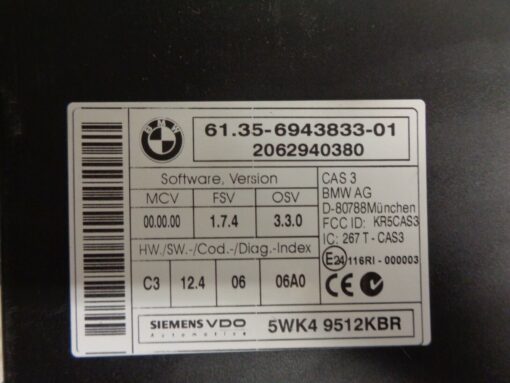 BMW
61.35-6943833-01
2062940380
Software, Version
MCV FSV OSV
00.00.00 1.7.4 3.3.0
HW./SW.-/Cod.-/Diag.-Index
C3 12.4 06 06A0
CAS 3
BMW AG
D-80788München
FCC ID: KR5CAS3
IC: 267 T - CAS3
E24 116RI - 000003
SIEMENS VDO
Automotive
5WK4 9512KBR